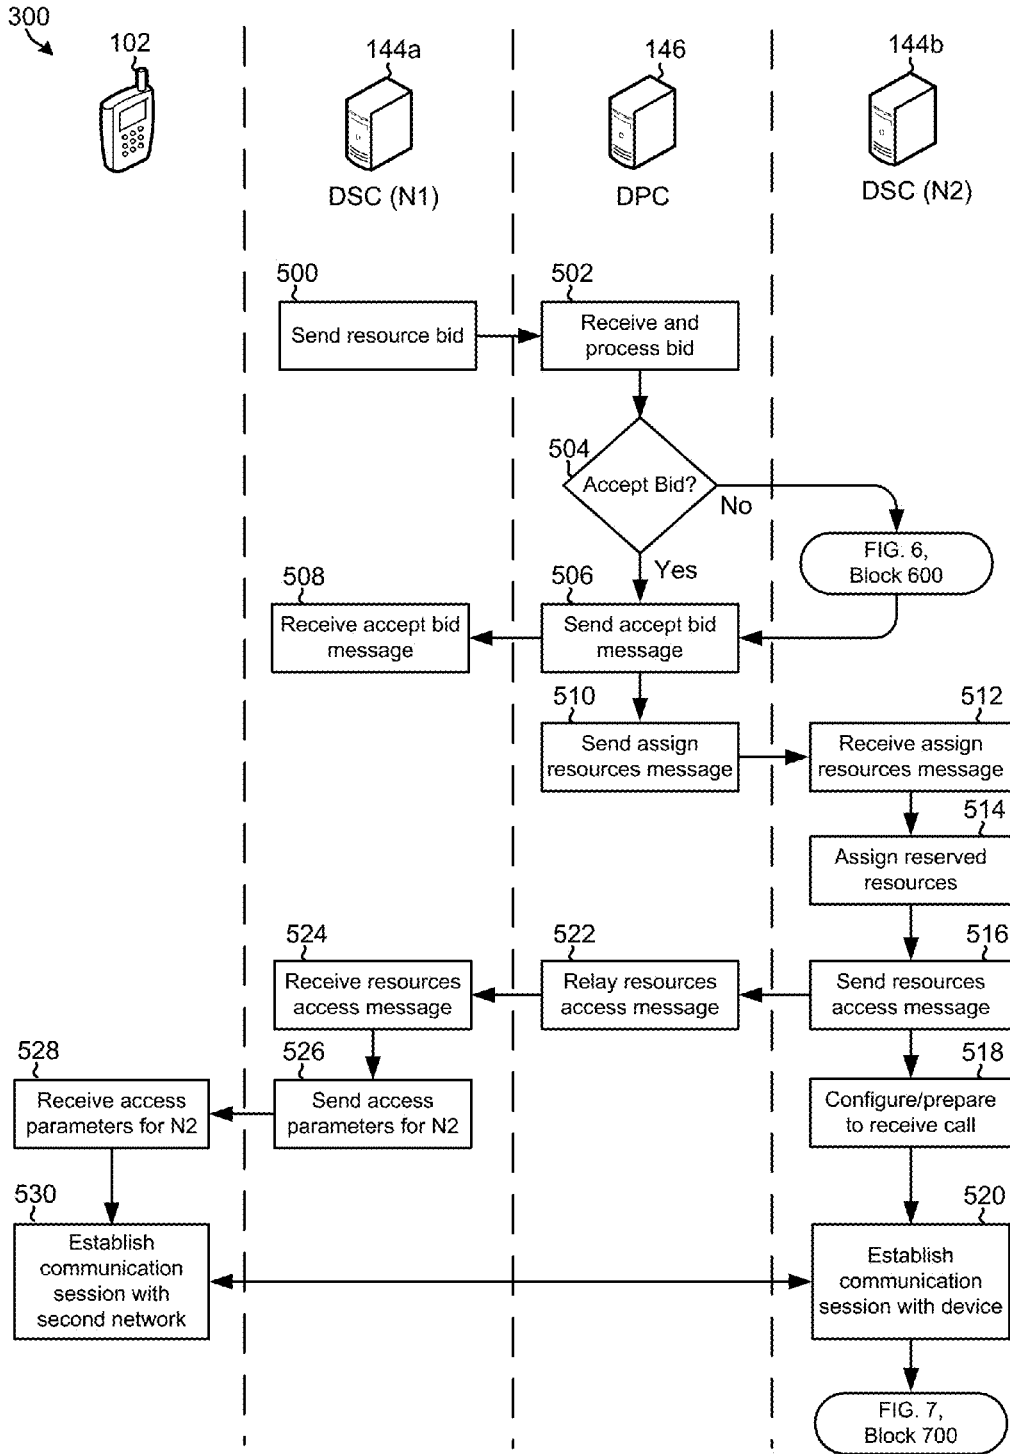 300
102
144a
146
144b
DSC (N1)
DPC
DSC (N2)
500
502
Send resource bid
Receive and
process bid
504
Accept Bid?
No
Yes
FIG. 6,
Block 600
508
506
Receive accept bid
message
Send accept bid
message
510
512
Send assign
resources message
Receive assign
resources message
514
Assign reserved
resources
524
522
516
Receive resources
access message
Relay resources
access message
Send resources
access message
528
526
518
Receive access
parameters for N2
Send access
parameters for N2
Configure/prepare
to receive call
530
520
Establish
communication
session with
second network
Establish
communication
session with device
FIG. 7,
Block 700